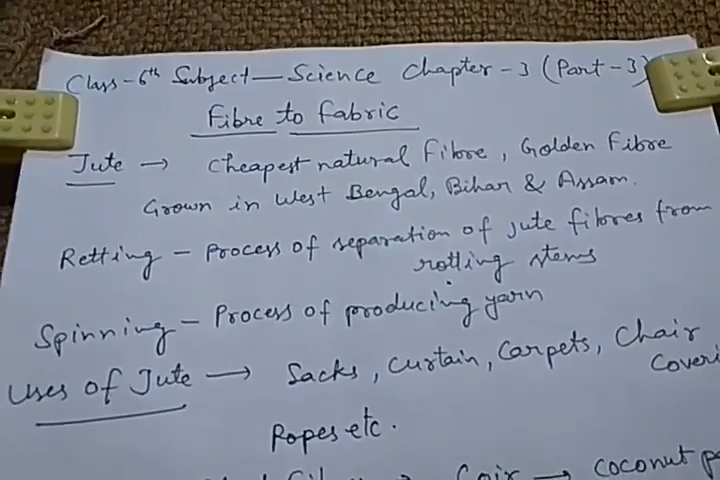 Class-6th Subject — Science Chapter - 3 (Part - 3)
Fibre to Fabric
Jute → Cheapest natural Fibre, Golden Fibre
Grown in West Bengal, Bihar & Assam.
Retting - Process of separation of jute fibres from
rotting stems
Spinning - Process of producing yarn
Uses of Jute → Sacks, Curtain, Carpets, Chair
Coveri
Ropes etc.
Coir → Coconut